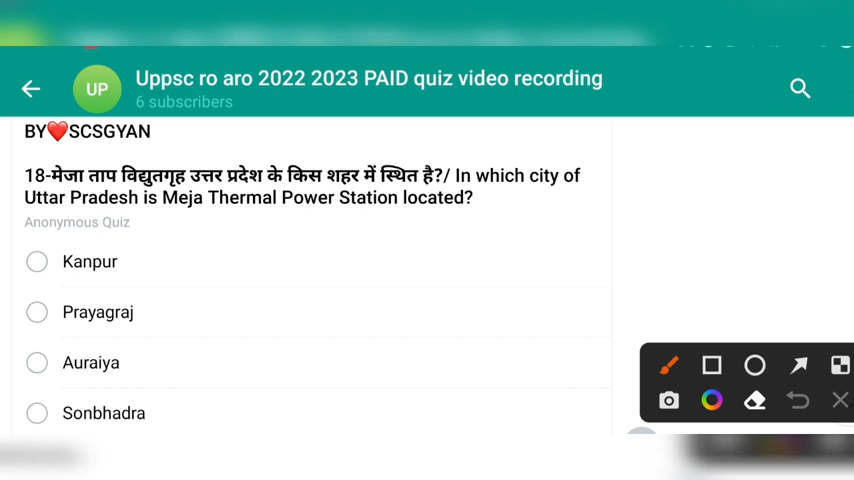 Uppsc ro aro 2022 2023 PAID quiz video recording
UP
6 subscribers
BY❤️SCSGYAN
18-मेजा ताप विद्युतगृह उत्तर प्रदेश के किस शहर में स्थित है?/ In which city of
Uttar Pradesh is Meja Thermal Power Station located?
Anonymous Quiz
Kanpur
Prayagraj
Auraiya
Sonbhadra